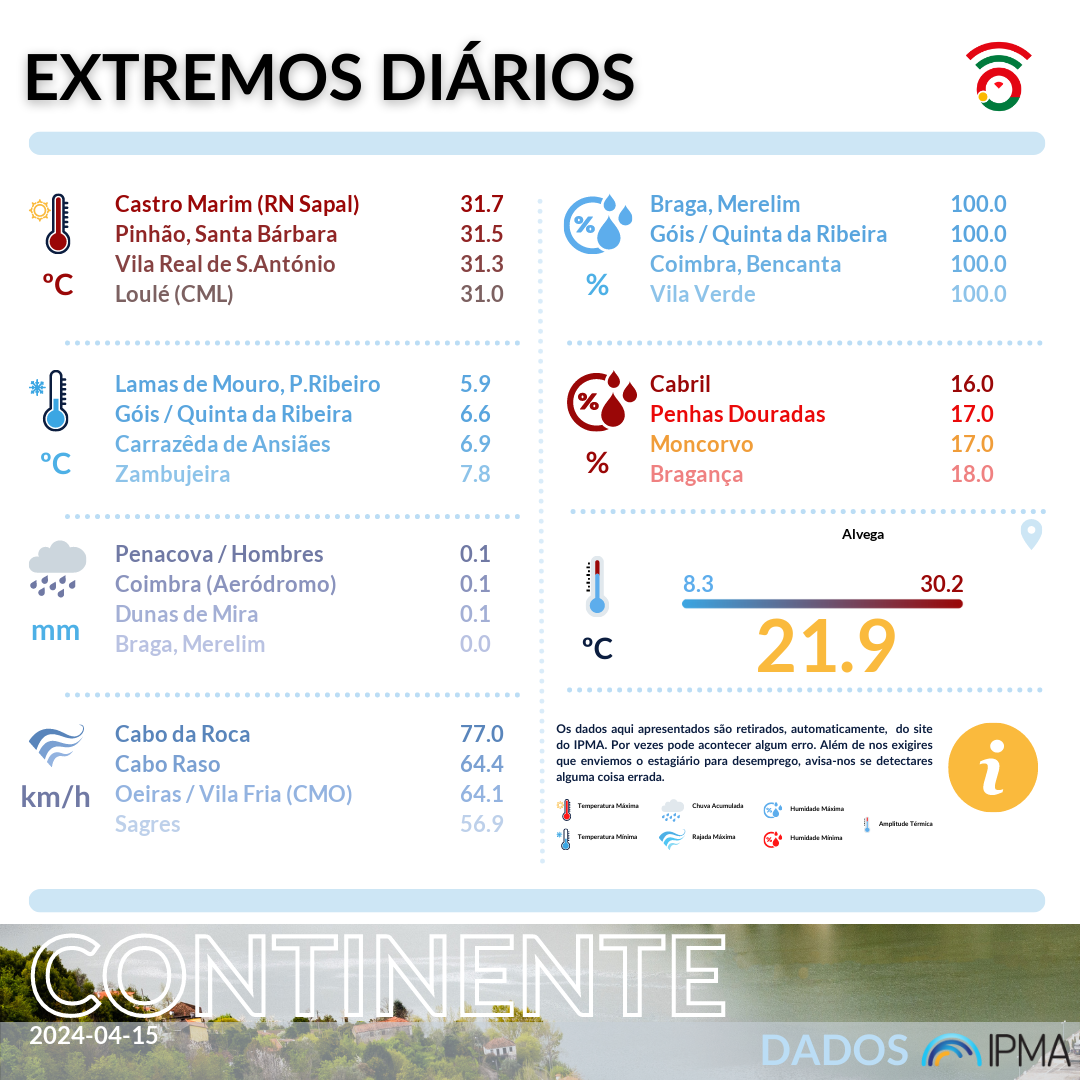 EXTREMOS DIÁRIOS
Castro Marim (RN Sapal) 31.7
Pinhão, Santa Bárbara 31.5
Vila Real de S.António 31.3
Loulé (CML) 31.0
ºC
Lamas de Mouro, P.Ribeiro 5.9
Góis / Quinta da Ribeira 6.6
Carrazêda de Ansiães 6.9
Zambujeira 7.8
ºC
Penacova / Hombres 0.1
Coimbra (Aeródromo) 0.1
Dunas de Mira 0.1
Braga, Merelim 0.0
mm
Cabo da Roca 77.0
Cabo Raso 64.4
Oeiras / Vila Fria (CMO) 64.1
Sagres 56.9
km/h
%
Braga, Merelim 100.0
Góis / Quinta da Ribeira 100.0
Coimbra, Bencanta 100.0
Vila Verde 100.0
%
%
Cabril 16.0
Penhas Douradas 17.0
Moncorvo 17.0
Bragança 18.0
%
Alvega
8.3 30.2
21.9
ºC
Os dados aqui apresentados são retirados, automaticamente, do site
do IPMA. Por vezes pode acontecer algum erro. Além de nos exigires
que enviemos o estagiário para desemprego, avisa-nos se detectares
alguma coisa errada.
i
Temperatura Máxima Chuva Acumulada Humidade Máxima
Amplitude Térmica
Temperatura Mínima Rajada Máxima Humidade Mínima
CONTINENTE
2024-04-15
DADOS IPMA